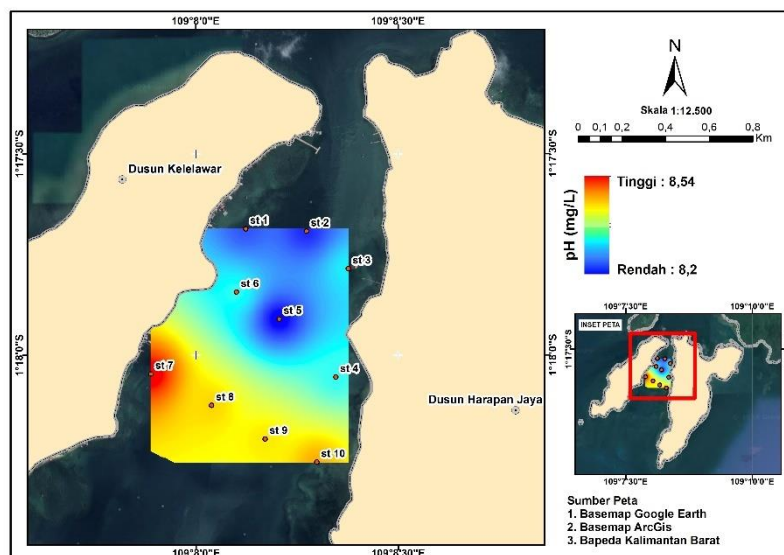 109°8'0"E
109°8'30"E
1°17'30"S
1°18'0"S
Dusun Kelelawar
st 1
st 2
st 3
st 6
st 5
st 7
st 4
st 8
Dusun Harapan Jaya
st 9
st 10
109°8'0"E
109°8'30"E
1°17'30"S
1°18'0"S
N
Skala 1:12.500
0 0,1 0,2 0,4 0,6 0,8
Km
pH (mg/L)
Tinggi : 8,54
Rendah : 8,2
109°7'30"E
109°10'0"E
INSET PETA
1°17'30"S
1°17'30"S
109°7'30"E
109°10'0"E
Sumber Peta
1. Basemap Google Earth
2. Basemap ArcGis
3. Bapeda Kalimantan Barat